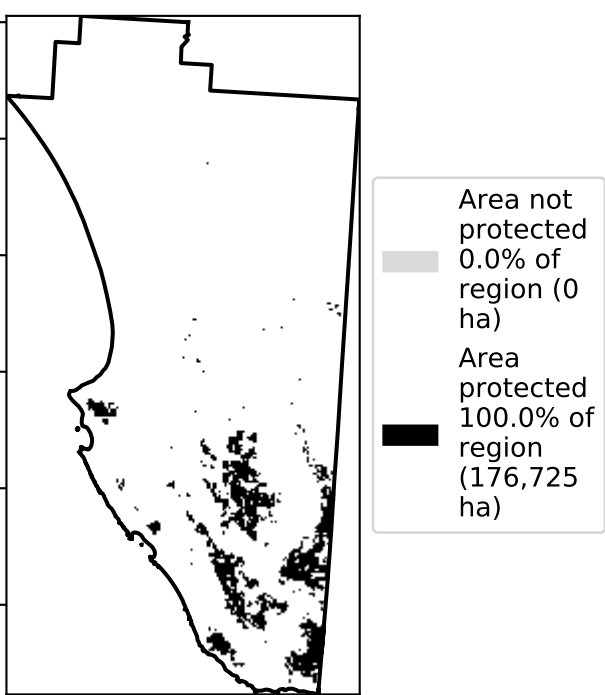 Area not
protected
0.0% of
region (0
ha)
Area
protected
100.0% of
region
(176,725
ha)